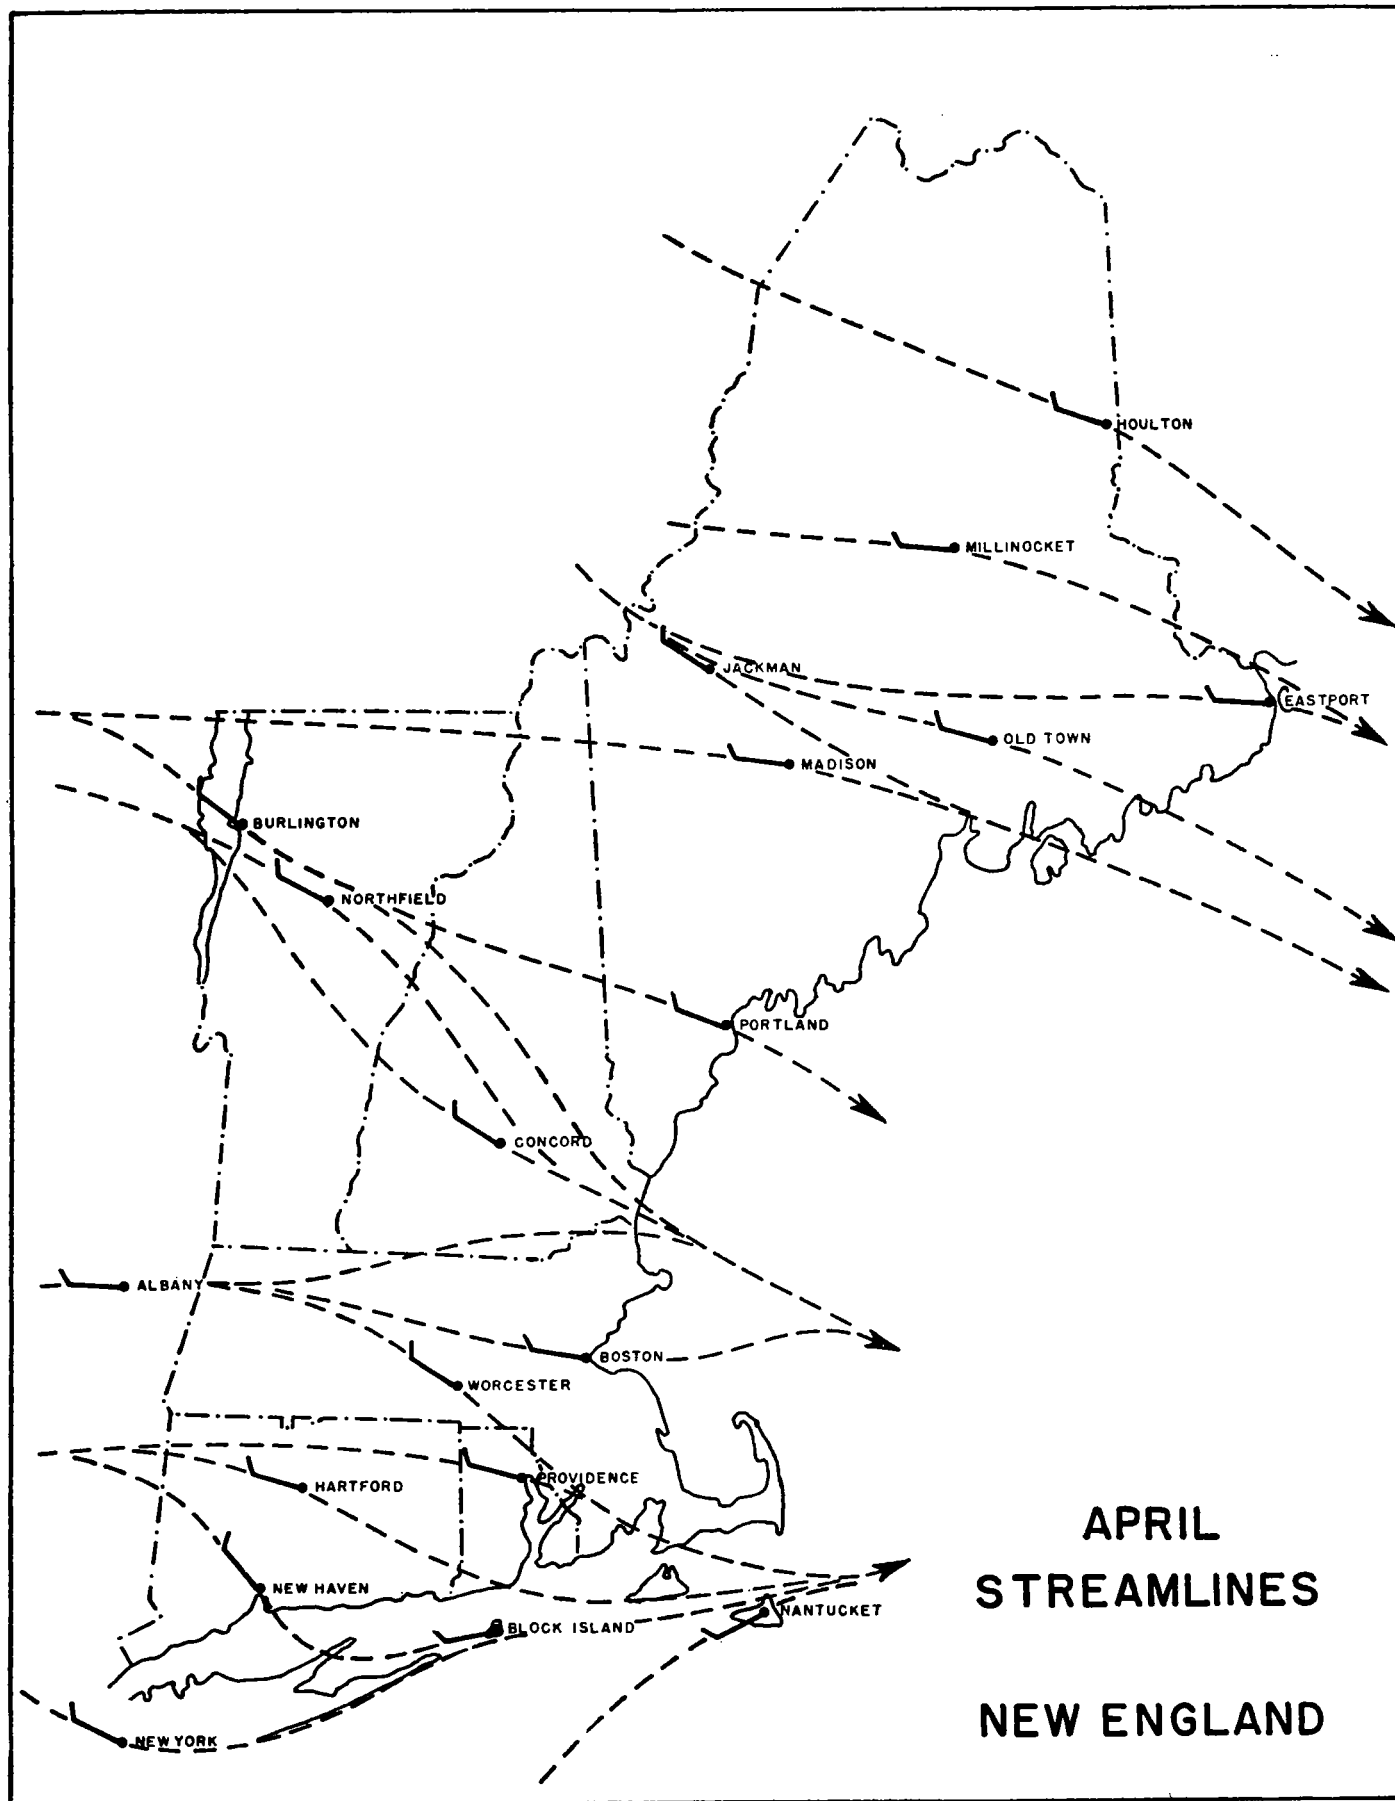 HOULTON
MILLINOCKET
JACKMAN
EASTPORT
OLD TOWN
MADISON
BURLINGTON
NORTHFIELD
PORTLAND
CONCORD
ALBANY
BOSTON
WORCESTER
PROVIDENCE
HARTFORD
NEW HAVEN
NANTUCKET
BLOCK ISLAND
NEW YORK
APRIL
STREAMLINES
NEW ENGLAND